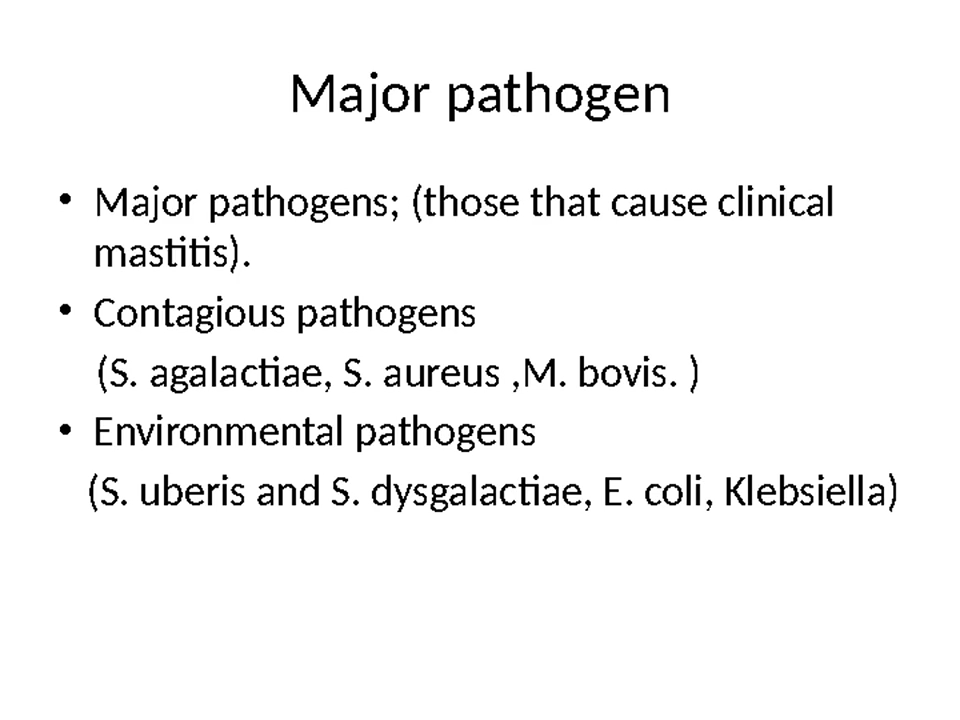 Major pathogen
• Major pathogens; (those that cause clinical
mastitis).
• Contagious pathogens
(S. agalactiae, S. aureus ,M. bovis. )
• Environmental pathogens
(S. uberis and S. dysgalactiae, E. coli, Klebsiella)